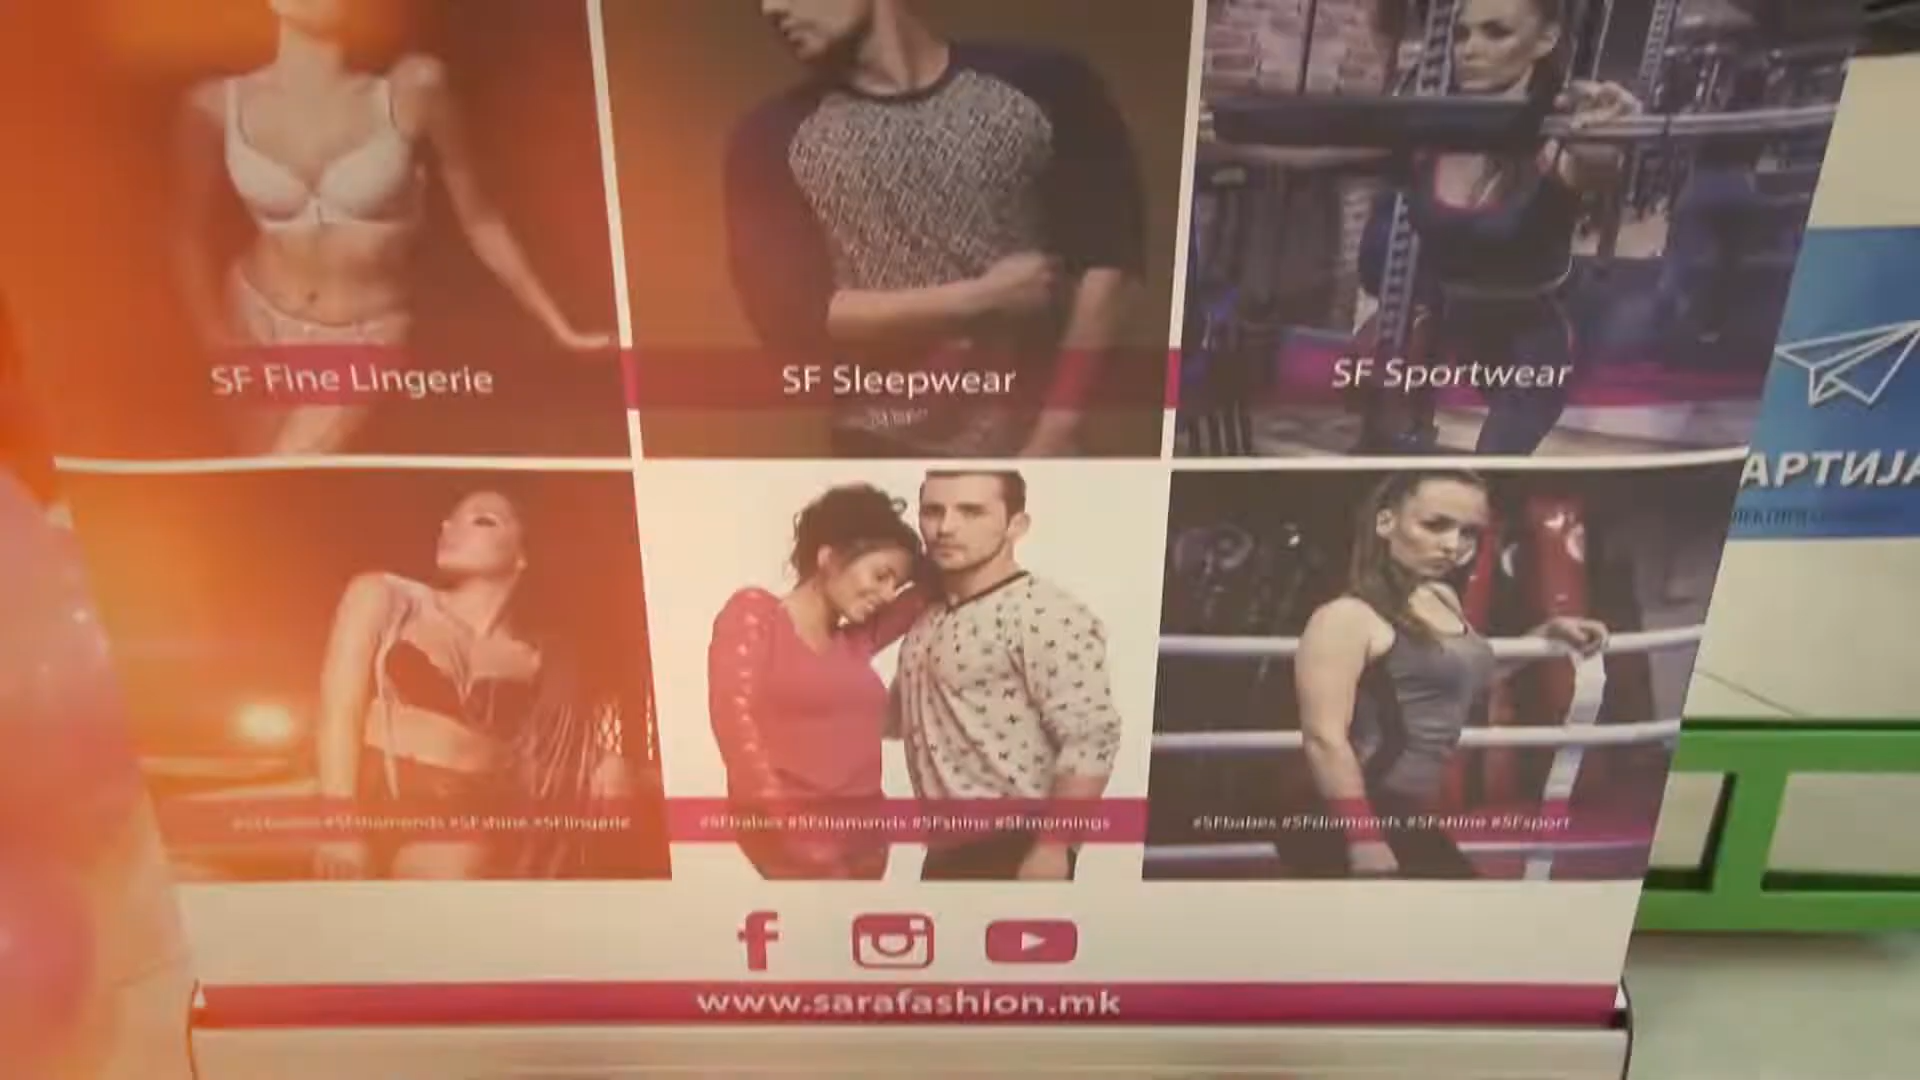 SF Fine Lingerie
SF Sleepwear
SF Sportwear
АРТИЈА
#SFdiamonds #SFshine #SFlingerie
#SFbabes #SFdiamonds #SFshine #SFmornings
#SFbabes #SFdiamonds #SFshine #SFsport
www.sarafashion.mk